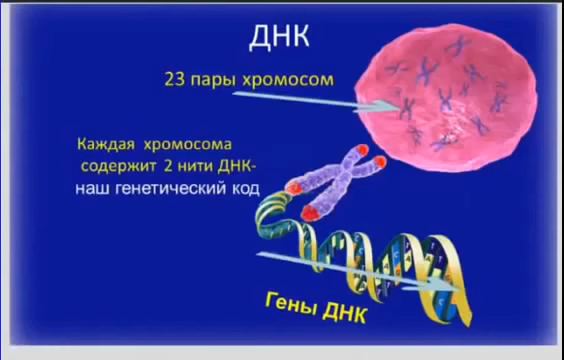 ДНК
23 пары хромосом
Каждая хромосома
содержит 2 нити ДНК-
наш генетический код
Гены ДНК